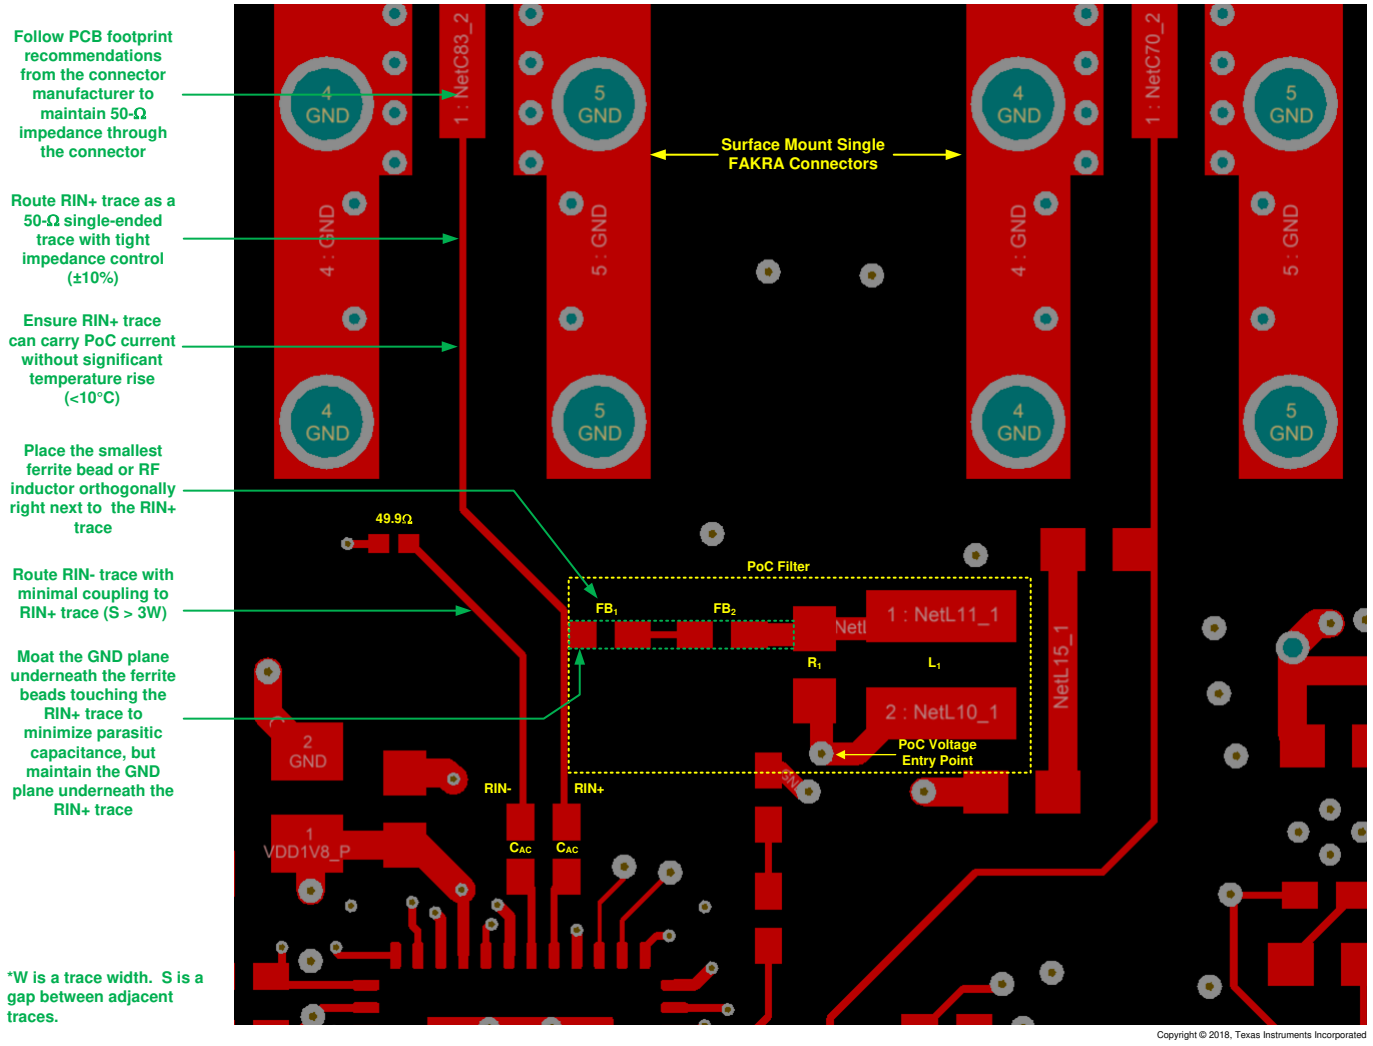 Follow PCB footprint
recommendations
from the connector
manufacturer to
maintain 50-Ω
impedance through
the connector
Route RIN+ trace as a
50-Ω single-ended
trace with tight
impedance control
(±10%)
Ensure RIN+ trace
can carry PoC current
without significant
temperature rise
(<10°C)
Place the smallest
ferrite bead or RF
inductor orthogonally
right next to the RIN+
trace
Route RIN- trace with
minimal coupling to
RIN+ trace (S > 3W)
Moat the GND plane
underneath the ferrite
beads touching the
RIN+ trace to
minimize parasitic
capacitance, but
maintain the GND
plane underneath the
RIN+ trace
*W is a trace width. S is a
gap between adjacent
traces.
4
GND
1 : NetC83_2
5
GND
Surface Mount Single
FAKRA Connectors
4
GND
1 : NetC70_2
5
GND
4 : GND
5 : GND
4 : GND
5 : GND
4
GND
5
GND
4
GND
5
GND
49.9Ω
PoC Filter
FB1
FB2
NetL
1 : NetL11_1
R1
L1
NetL15_1
2 : NetL10_1
PoC Voltage
Entry Point
2
GND
RIN-
RIN+
1
VDD1V8_P
CAC
CAC
Copyright © 2018, Texas Instruments Incorporated